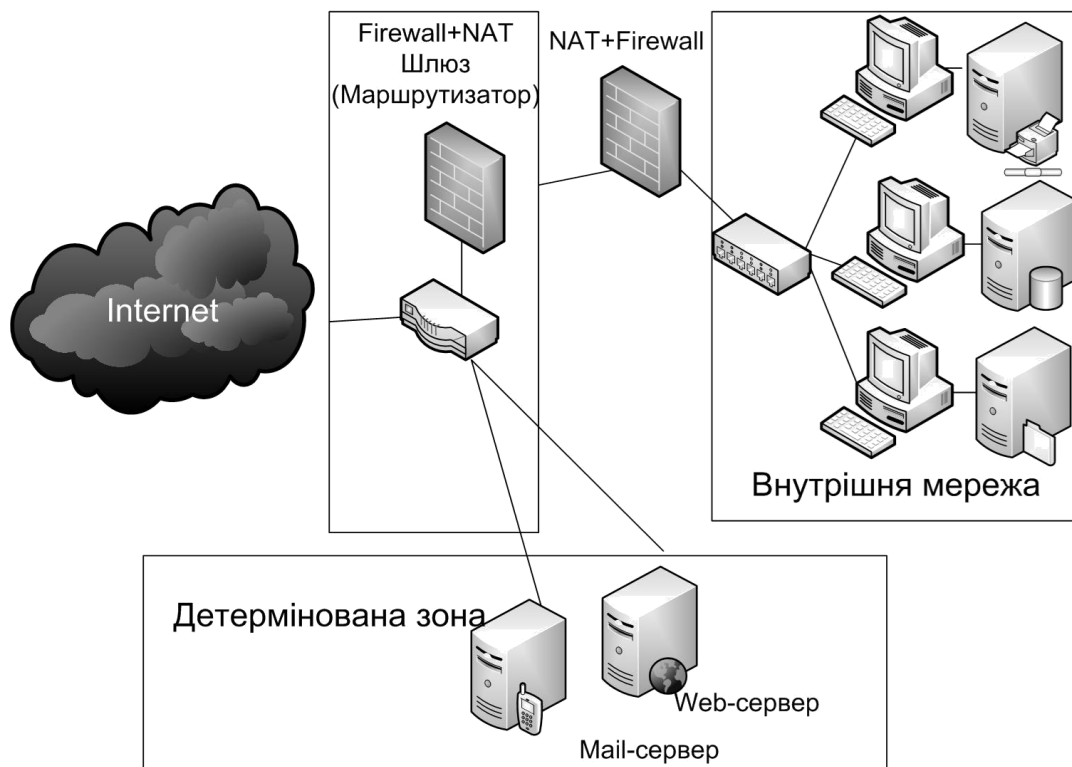 Firewall+NAT
Шлюз
(Маршрутизатор)
NAT+Firewall
Internet
Внутрішня мережа
Детермінована зона
Web-сервер
Mail-сервер